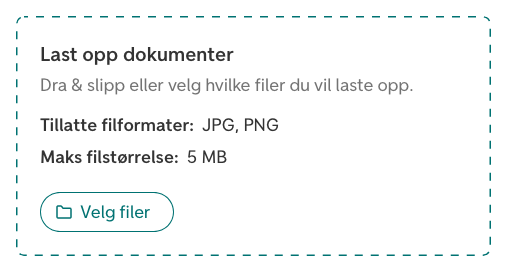 Last opp dokumenter
Dra & slipp eller velg hvilke filer du vil laste opp.
Tillatte filformater: JPG, PNG
Maks filstørrelse: 5 MB
Velg filer